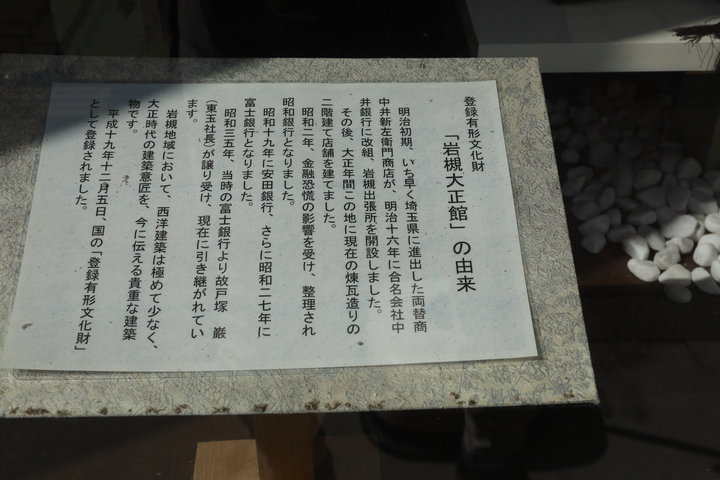 登録有形文化財
「岩槻大正館」の由来
明治初期、いち早く埼玉県に進出した両替商
中井新左衛門商店が、明治十六年に合名会社中
井銀行に改組、岩槻出張所を開設しました。
その後、大正年間この地に現在の煉瓦造りの
二階建て店舗を建てました。
昭和二年、金融恐慌の影響を受け、整理され
昭和銀行となりました。
昭和十九年に安田銀行、さらに昭和二七年に
富士銀行となりました。
昭和三五年、当時の富士銀行より故戸塚 巌
(東玉社長)が譲り受け、現在に引き継がれてい
ます。
岩槻地域において、西洋建築は極めて少なく、
大正時代の建築意匠を、今に伝える貴重な建築
物です。
平成十九年十二月五日、国の「登録有形文化財」
として登録されました。